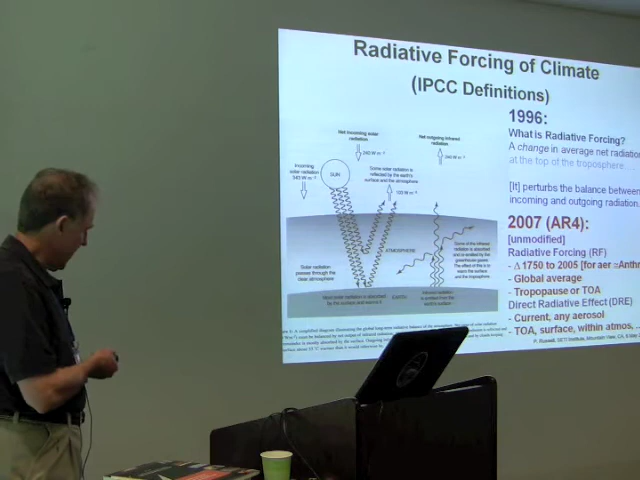 Radiative Forcing of Climate
(IPCC Definitions)
1996:
What is Radiative Forcing?
A change in average net radiation
at the top of the troposphere
[It] perturbs the balance between
incoming and outgoing radiation.
2007 (AR4):
[unmodified]
Radiative Forcing (RF)
- Δ 1750 to 2005 [for aer
- Global average
- Tropopause or TOA
Direct Radiative Effect (DRE)
- Current, any aerosol
- TOA, surface, within atmos,
P. Russell, SETI Institute, Mountain View, CA,
Net incoming solar
radiation
240 W m⁻²
Net outgoing infrared
radiation
240 W m⁻²
Incoming
solar radiation
343 W m⁻²
SUN
Some solar radiation is
reflected by the earth's
surface and the atmosphere
103 W m⁻²
ATMOSPHERE
Solar radiation
passes through the
clear atmosphere
Some of the infrared
radiation is absorbed
and re-emitted by the
greenhouse gases.
The effect of this is to
warm the surface
and the troposphere
Most solar radiation is absorbed
by the surface
EARTH
Infrared radiation
is emitted from the
earth's surface